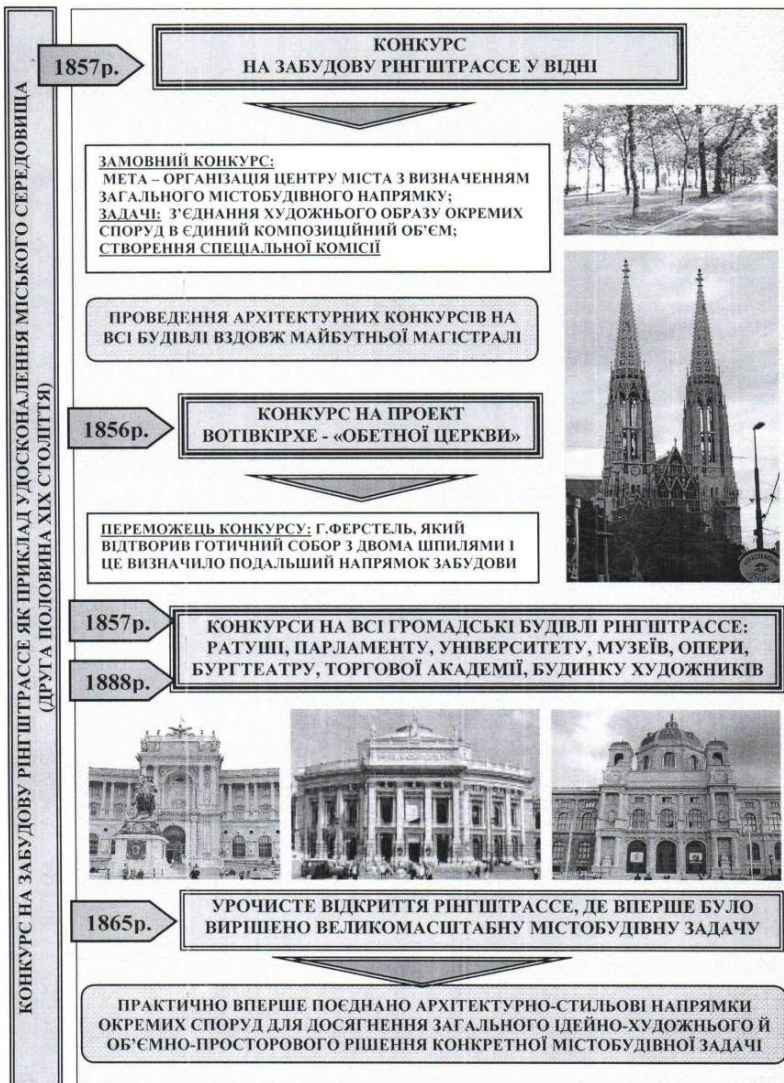 КОНКУРС НА ЗАБУДОВУ РІНГШТРАССЕ ЯК ПРИКЛАД УДОСКОНАЛЕННЯ МІСЬКОГО СЕРЕДОВИЩА
(ДРУГА ПОЛОВИНА ХІХ СТОЛІТТЯ)
1857р.
КОНКУРС
НА ЗАБУДОВУ РІНГШТРАССЕ У ВІДНІ
ЗАМОВНИЙ КОНКУРС:
МЕТА – ОРГАНІЗАЦІЯ ЦЕНТРУ МІСТА З ВИЗНАЧЕННЯМ
ЗАГАЛЬНОГО МІСТОБУДІВНОГО НАПРЯМКУ;
ЗАДАЧІ: З’ЄДНАННЯ ХУДОЖНЬОГО ОБРАЗУ ОКРЕМИХ
СПОРУД В ЄДИНИЙ КОМПОЗИЦІЙНИЙ ОБ’ЄМ;
СТВОРЕННЯ СПЕЦІАЛЬНОЇ КОМІСІЇ
ПРОВЕДЕННЯ АРХІТЕКТУРНИХ КОНКУРСІВ НА
ВСІ БУДІВЛІ ВЗДОВЖ МАЙБУТНЬОЇ МАГІСТРАЛІ
1856р.
КОНКУРС НА ПРОЕКТ
ВОТІВКІРХЕ - «ОБЕТНОЇ ЦЕРКВИ»
ПЕРЕМОЖЕЦЬ КОНКУРСУ: Г.ФЕРСТЕЛЬ, ЯКИЙ
ВІДТВОРИВ ГОТИЧНИЙ СОБОР З ДВОМА ШПИЛЯМИ І
ЦЕ ВИЗНАЧИЛО ПОДАЛЬШИЙ НАПРЯМОК ЗАБУДОВИ
1857р.
1888р.
КОНКУРСИ НА ВСІ ГРОМАДСЬКІ БУДІВЛІ РІНГШТРАССЕ:
РАТУШІ, ПАРЛАМЕНТУ, УНІВЕРСИТЕТУ, МУЗЕЇВ, ОПЕРИ,
БУРГТЕАТРУ, ТОРГОВОЇ АКАДЕМІЇ, БУДИНКУ ХУДОЖНИКІВ
1865р.
УРОЧИСТЕ ВІДКРИТТЯ РІНГШТРАССЕ, ДЕ ВПЕРШЕ БУЛО
ВИРІШЕНО ВЕЛИКОМАСШТАБНУ МІСТОБУДІВНУ ЗАДАЧУ
ПРАКТИЧНО ВПЕРШЕ ПОЄДНАНО АРХІТЕКТУРНО-СТИЛЬОВІ НАПРЯМКИ
ОКРЕМИХ СПОРУД ДЛЯ ДОСЯГНЕННЯ ЗАГАЛЬНОГО ІДЕЙНО-ХУДОЖНЬОГО Й
ОБ’ЄМНО-ПРОСТОРОВОГО РІШЕННЯ КОНКРЕТНОЇ МІСТОБУДІВНОЇ ЗАДАЧІ